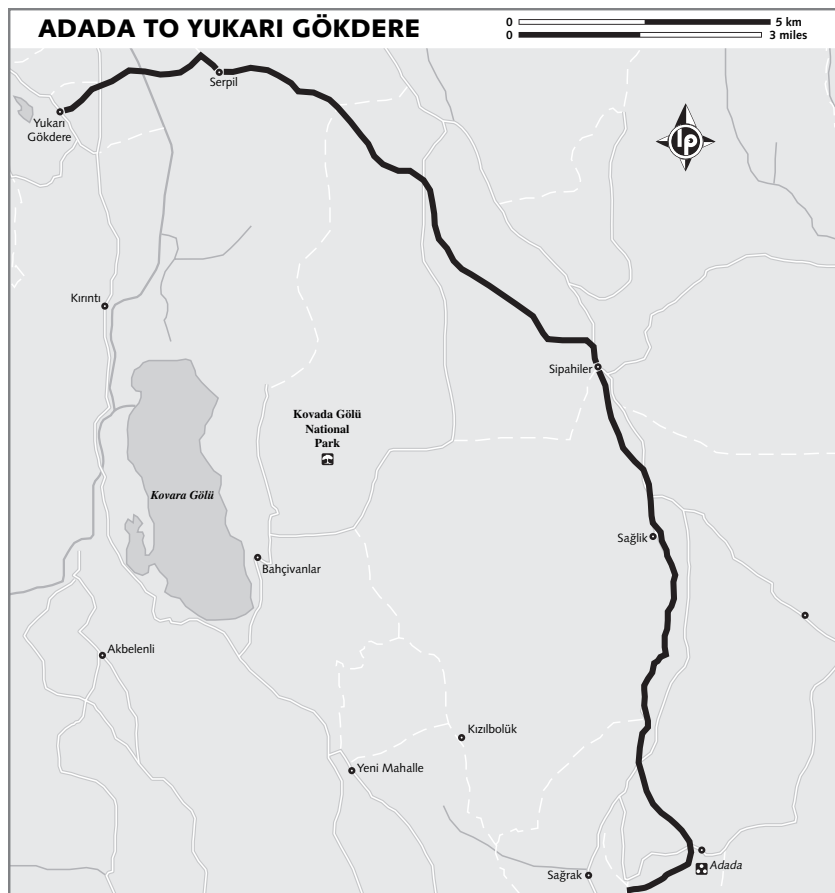 ADADA TO YUKARI GÖKDERE
0 5 km
0 3 miles
Serpil
Yukarı
Gökdere
lp
Kırıntı
Sipahiler
Kovada Gölü
National
Park
Kovara Gölü
Sağlik
Bahçivanlar
Akbelenli
Kızılbolük
Yeni Mahalle
Adada
Sağrak